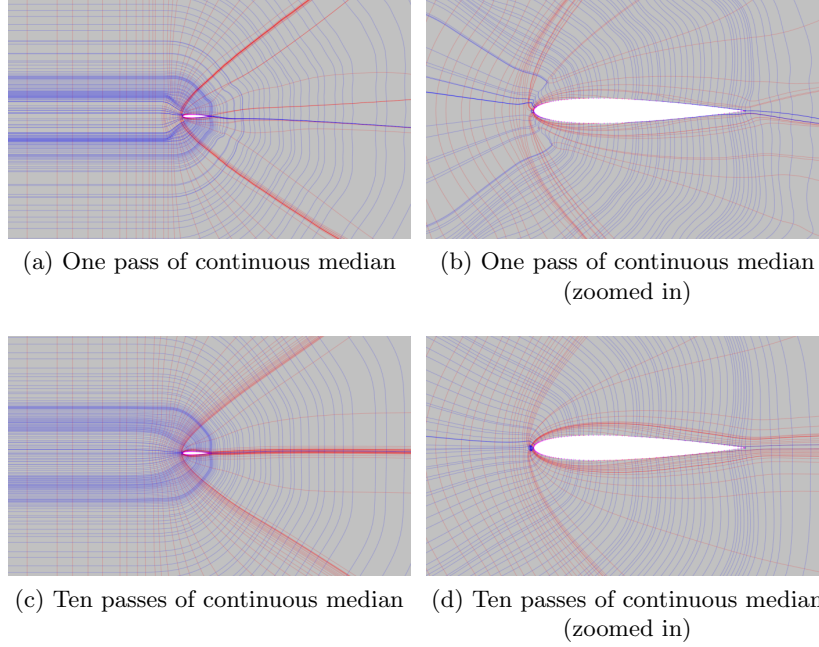 (a) One pass of continuous median
(b) One pass of continuous median
(zoomed in)
(c) Ten passes of continuous median
(d) Ten passes of continuous median
(zoomed in)